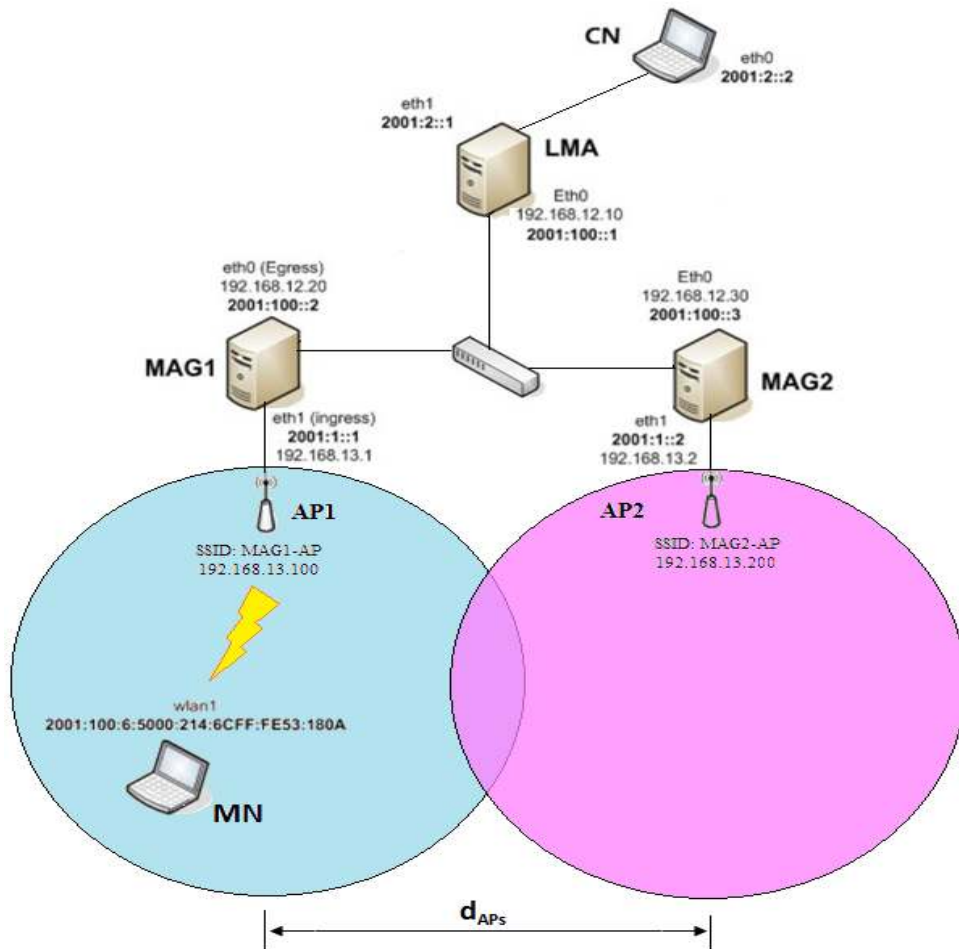 CN
eth0
2001:2::2
eth1
2001:2::1
LMA
Eth0
192.168.12.10
2001:100::1
eth0 (Egress)
192.168.12.20
2001:100::2
MAG1
Eth0
192.168.12.30
2001:100::3
MAG2
eth1 (ingress)
2001:1::1
192.168.13.1
eth1
2001:1::2
192.168.13.2
AP1
SSID: MAG1-AP
192.168.13.100
AP2
SSID: MAG2-AP
192.168.13.200
wlan1
2001:100:6:5000:214:6CFF:FE53:180A
MN
dAPs